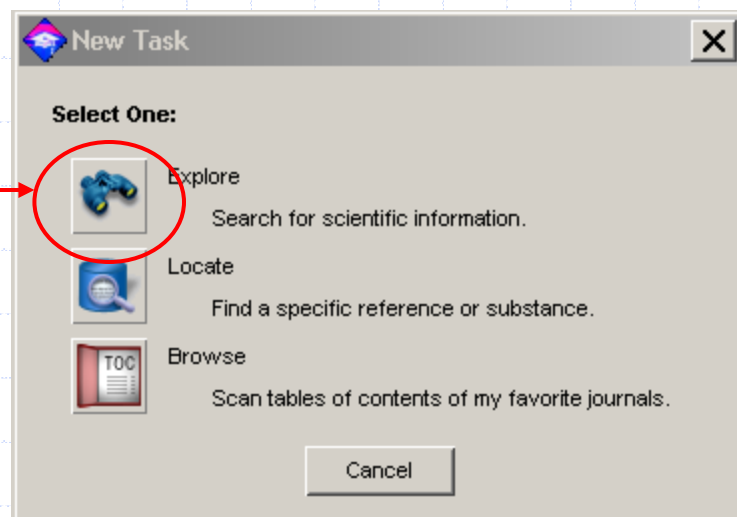 New Task
Select One:
Explore
Search for scientific information.
Locate
Find a specific reference or substance.
TOC
Browse
Scan tables of contents of my favorite journals.
Cancel